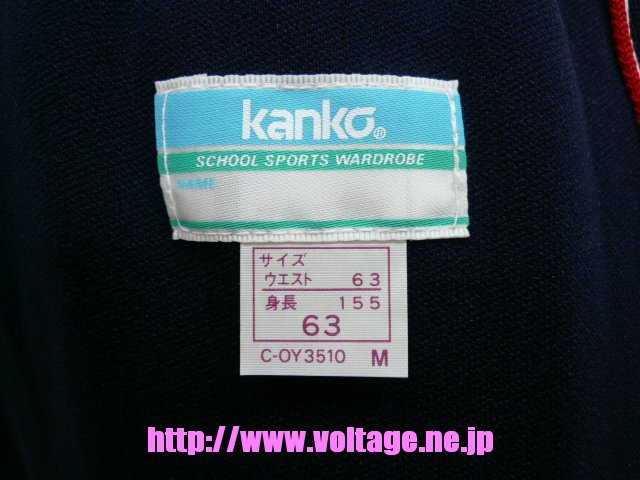 kanko®
SCHOOL SPORTS WARDROBE
NAME
サイズ
ウエスト 63
身長 155
63
C-OY3510 M
http://www.voltage.ne.jp